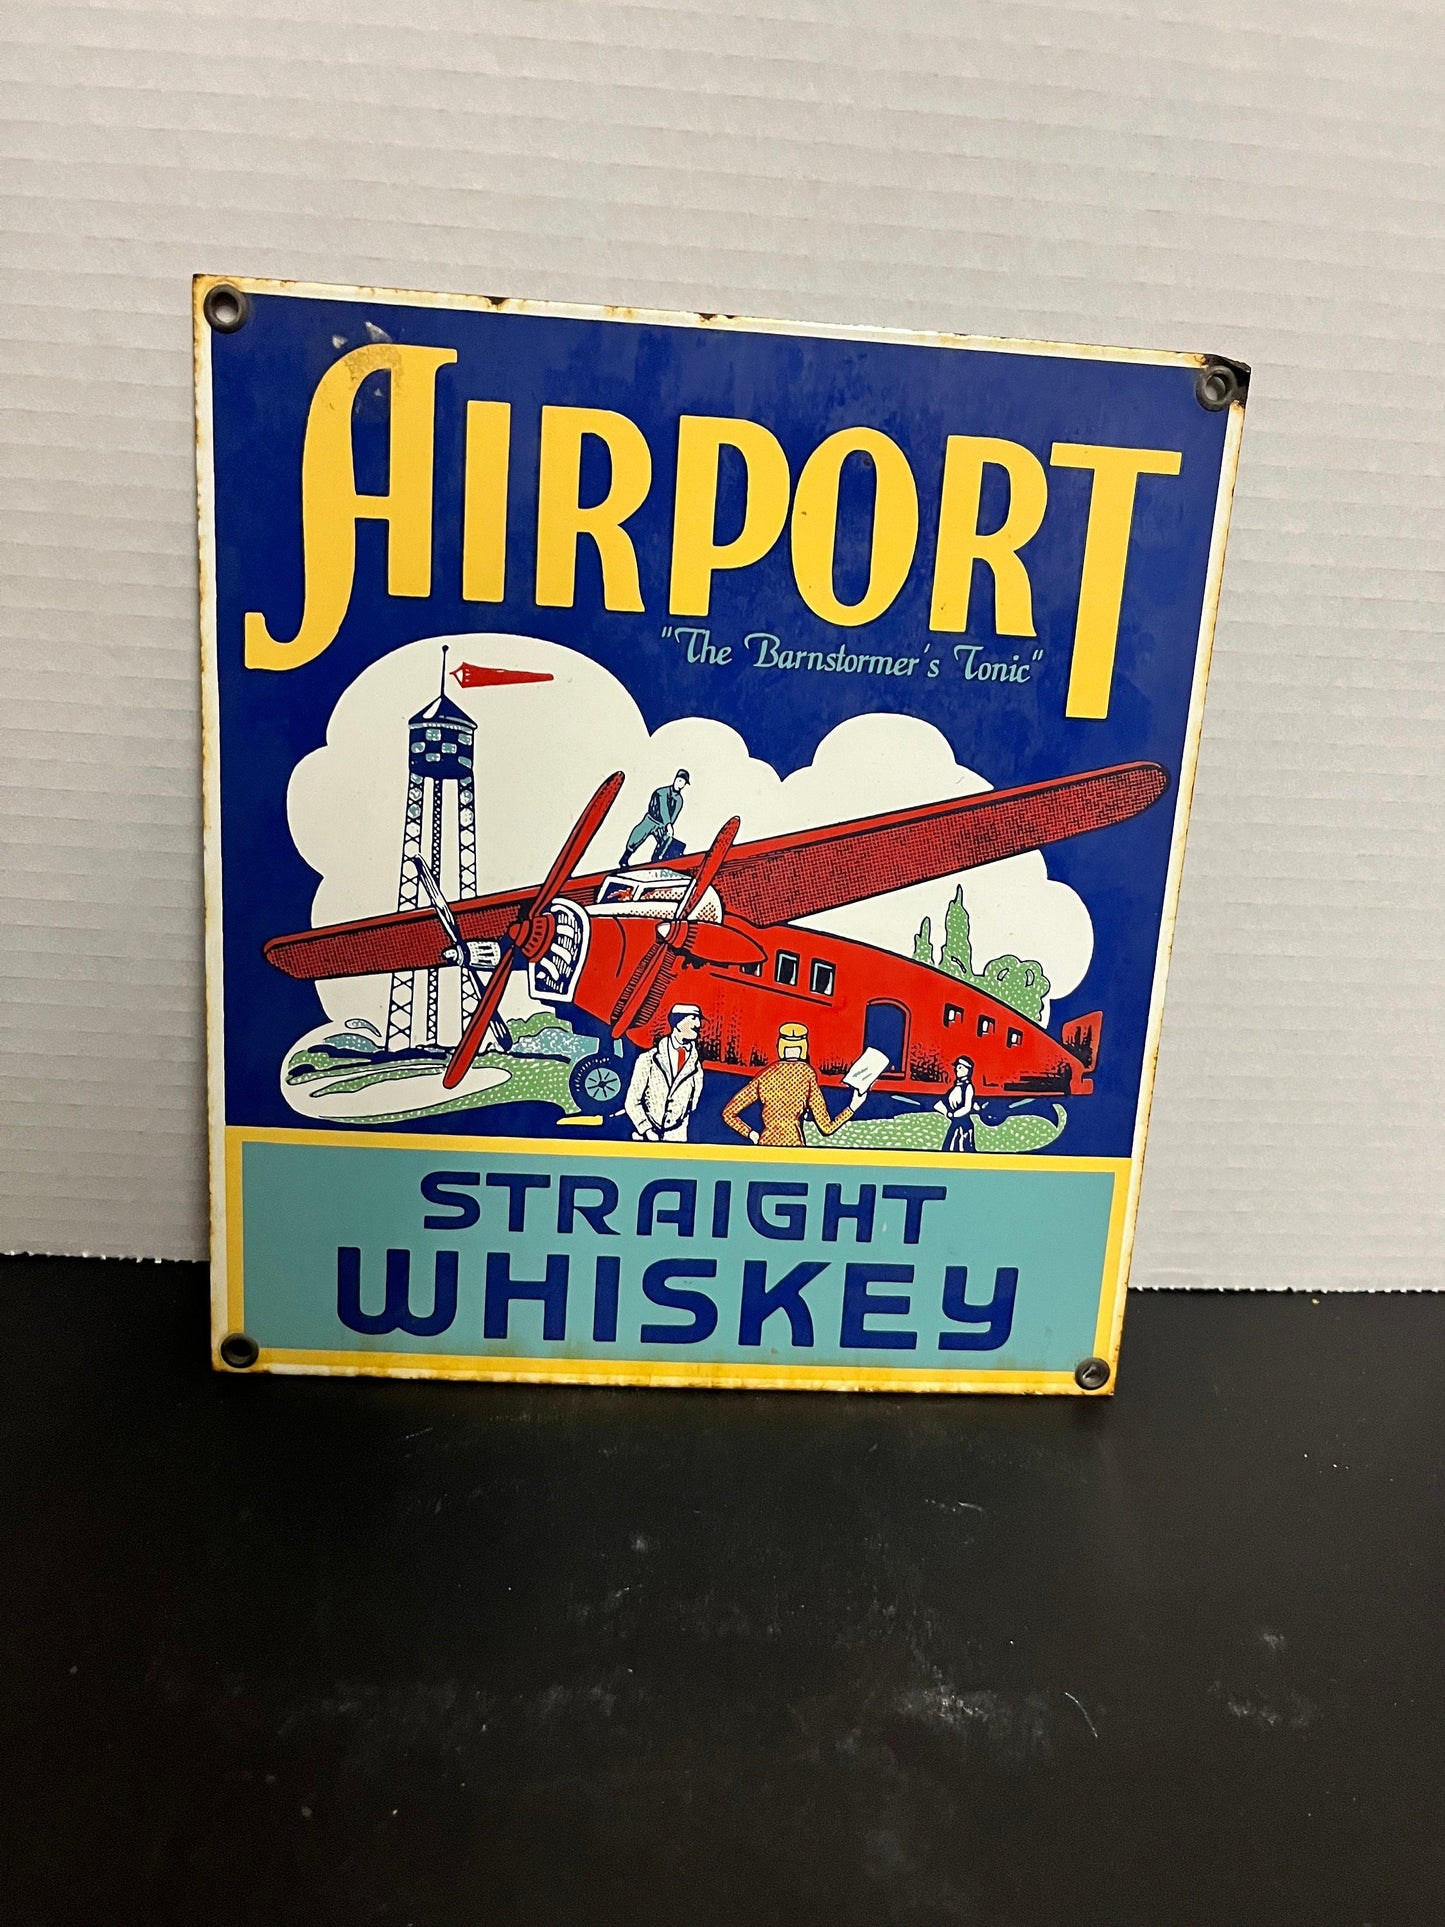 AIRPORT
"The Barnstormer's Tonic"
STRAIGHT
WHISKEY